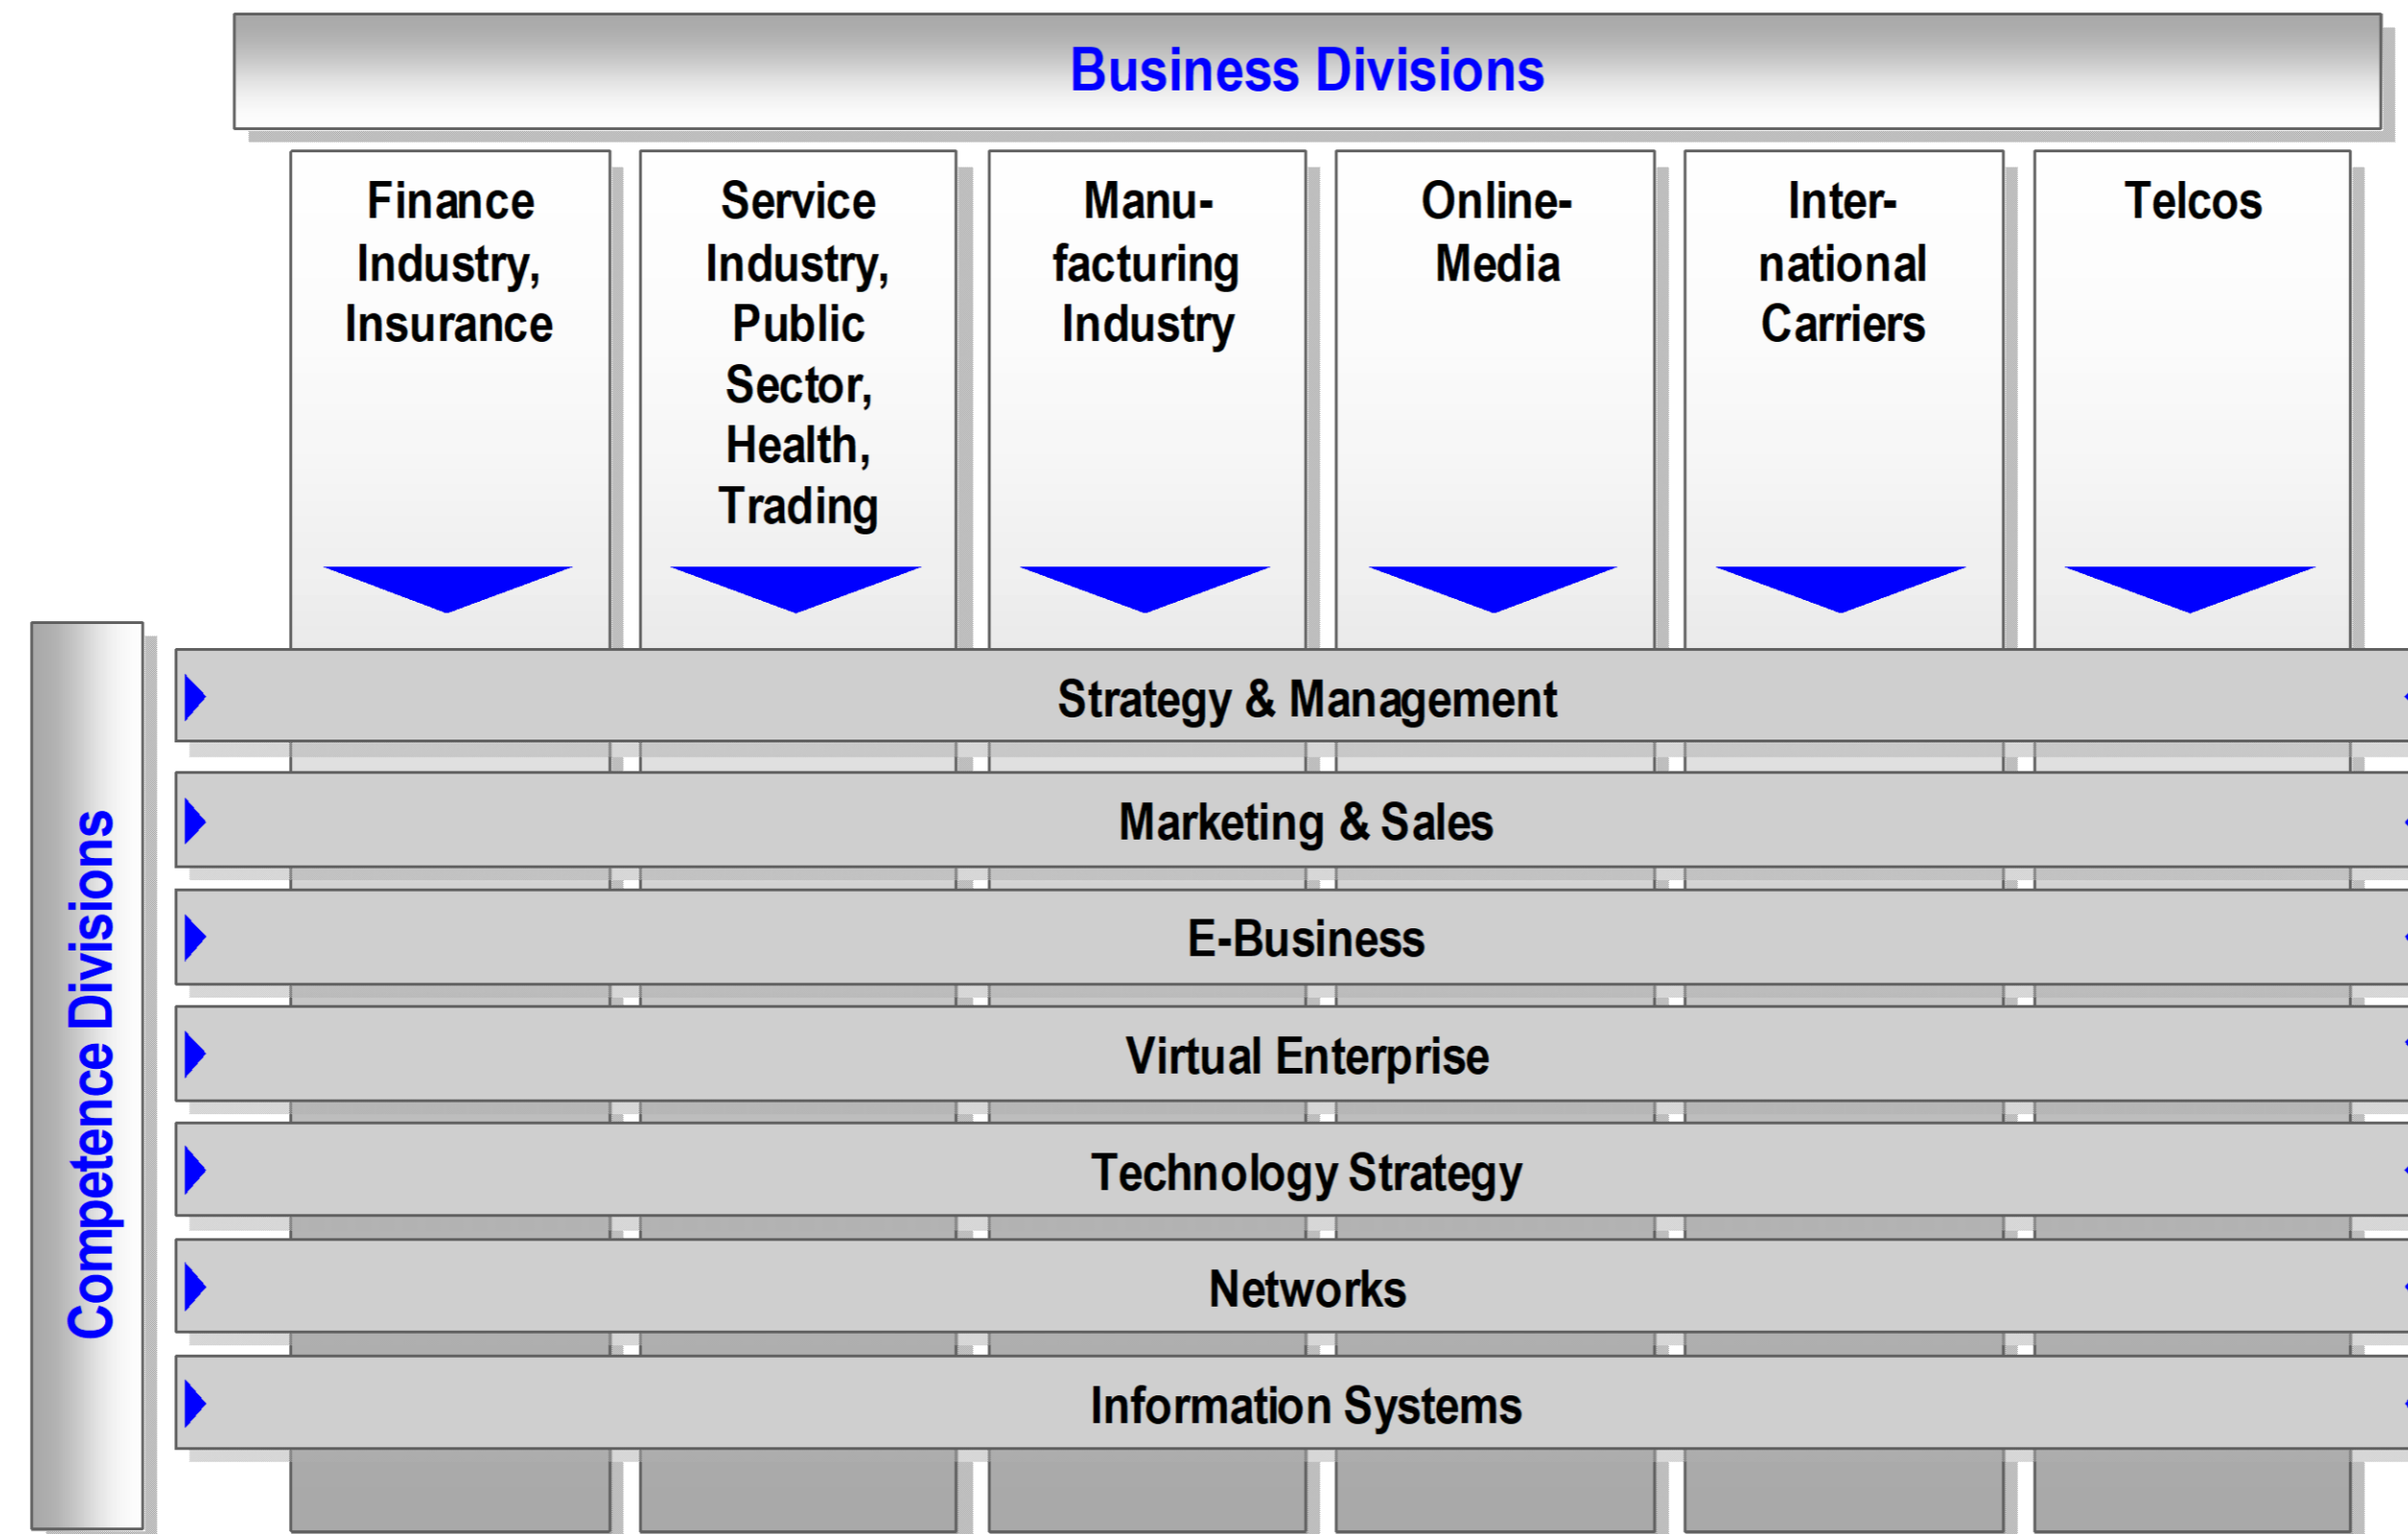 Business Divisions
Finance
Industry,
Insurance
Service
Industry,
Public
Sector,
Health,
Trading
Manu-
facturing
Industry
Online-
Media
Inter-
national
Carriers
Telcos
Competence Divisions
Strategy & Management
Marketing & Sales
E-Business
Virtual Enterprise
Technology Strategy
Networks
Information Systems